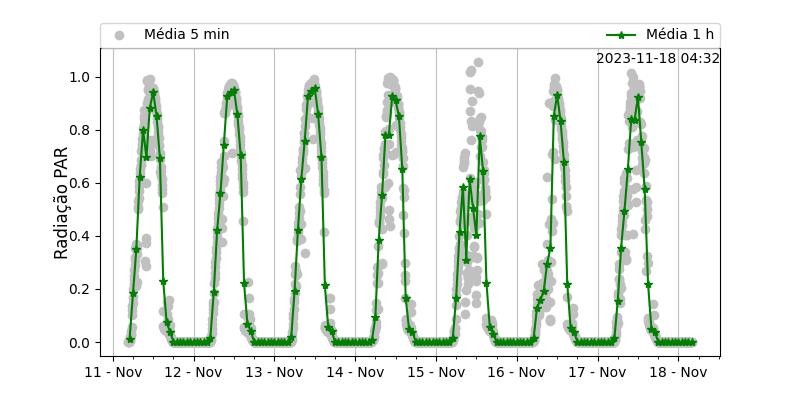 Média 5 min
Média 1 h
2023-11-18 04:32
Radiação PAR
1.0
0.8
0.6
0.4
0.2
0.0
11 - Nov
12 - Nov
13 - Nov
14 - Nov
15 - Nov
16 - Nov
17 - Nov
18 - Nov